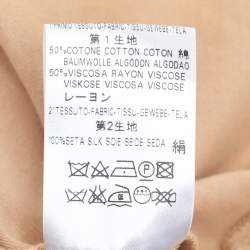 1°TESSUTO-FABRIC-TISSU-GEWEBE-TELA
第1生地
50%COTONE COTTON COTON 綿
BAUMWOLLE ALGODON ALGODAO
50%VISCOSA RAYON VISCOSE
VISKOSE VISCOSA VISCOSE
レーヨン
2°TESSUTO-FABRIC-TISSU-GEWEBE-TELA
第2生地
100%SETA SILK SOIE SEIDE SEDA 絹